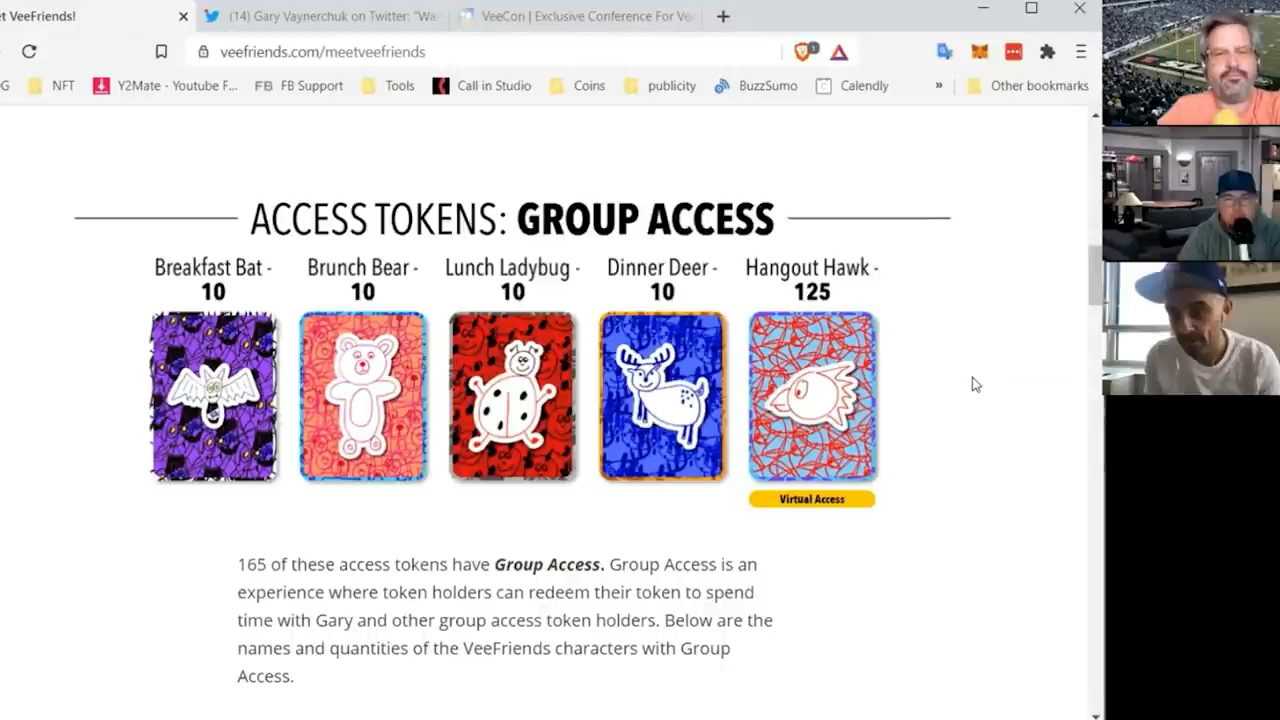 et VeeFriends!
(14) Gary Vaynerchuk on Twitter: "Wa
VeeCon | Exclusive Conference For Ve
veefriends.com/meetveefriends
1
G
NFT
Y2Mate - Youtube F...
FB FB Support
Tools
Call in Studio
Coins
publicity
BuzzSumo
Calendly
»
Other bookmarks
ACCESS TOKENS: GROUP ACCESS
Breakfast Bat -
10
Brunch Bear -
10
Lunch Ladybug -
10
Dinner Deer -
10
Hangout Hawk -
125
Virtual Access
165 of these access tokens have Group Access. Group Access is an
experience where token holders can redeem their token to spend
time with Gary and other group access token holders. Below are the
names and quantities of the VeeFriends characters with Group
Access.